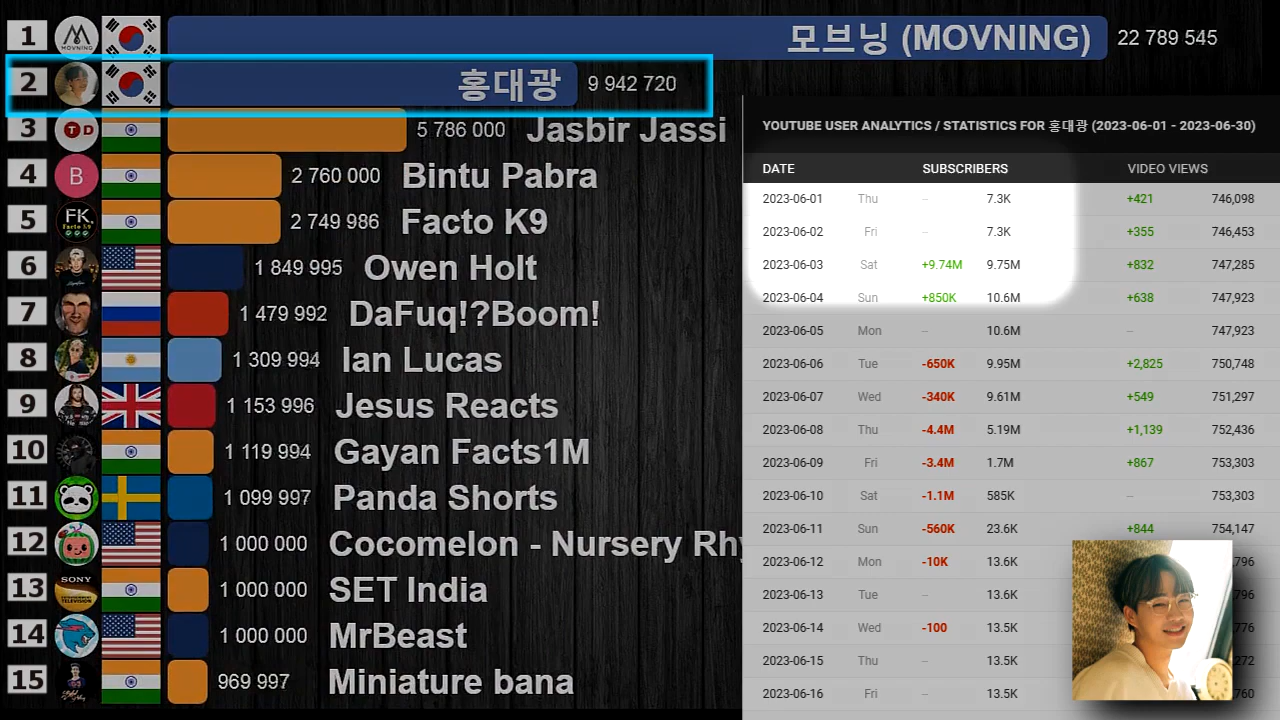 1 MOVNING 모브닝 (MOVNING) 22 789 545
2 홍대광 9 942 720
3 TD 5 786 000 Jasbir Jassi
4 B 2 760 000 Bintu Pabra
5 FK. Facto K9 2 749 986 Facto K9
6 1 849 995 Owen Holt
7 1 479 992 DaFuq!?Boom!
8 1 309 994 Ian Lucas
9 1 153 996 Jesus Reacts
10 1 119 994 Gayan Facts1M
11 1 099 997 Panda Shorts
12 1 000 000 Cocomelon - Nursery Rhy
13 SONY 1 000 000 SET India
14 1 000 000 MrBeast
15 969 997 Miniature bana
YOUTUBE USER ANALYTICS / STATISTICS FOR 홍대광 (2023-06-01 - 2023-06-30)
DATE SUBSCRIBERS VIDEO VIEWS
2023-06-01 Thu -- 7.3K +421 746,098
2023-06-02 Fri -- 7.3K +355 746,453
2023-06-03 Sat +9.74M 9.75M +832 747,285
2023-06-04 Sun +850K 10.6M +638 747,923
2023-06-05 Mon -- 10.6M -- 747,923
2023-06-06 Tue -650K 9.95M +2,825 750,748
2023-06-07 Wed -340K 9.61M +549 751,297
2023-06-08 Thu -4.4M 5.19M +1,139 752,436
2023-06-09 Fri -3.4M 1.7M +867 753,303
2023-06-10 Sat -1.1M 585K -- 753,303
2023-06-11 Sun -560K 23.6K +844 754,147
2023-06-12 Mon -10K 13.6K 796
2023-06-13 Tue -- 13.6K 796
2023-06-14 Wed -100 13.5K 776
2023-06-15 Thu -- 13.5K 272
2023-06-16 Fri -- 13.5K 760